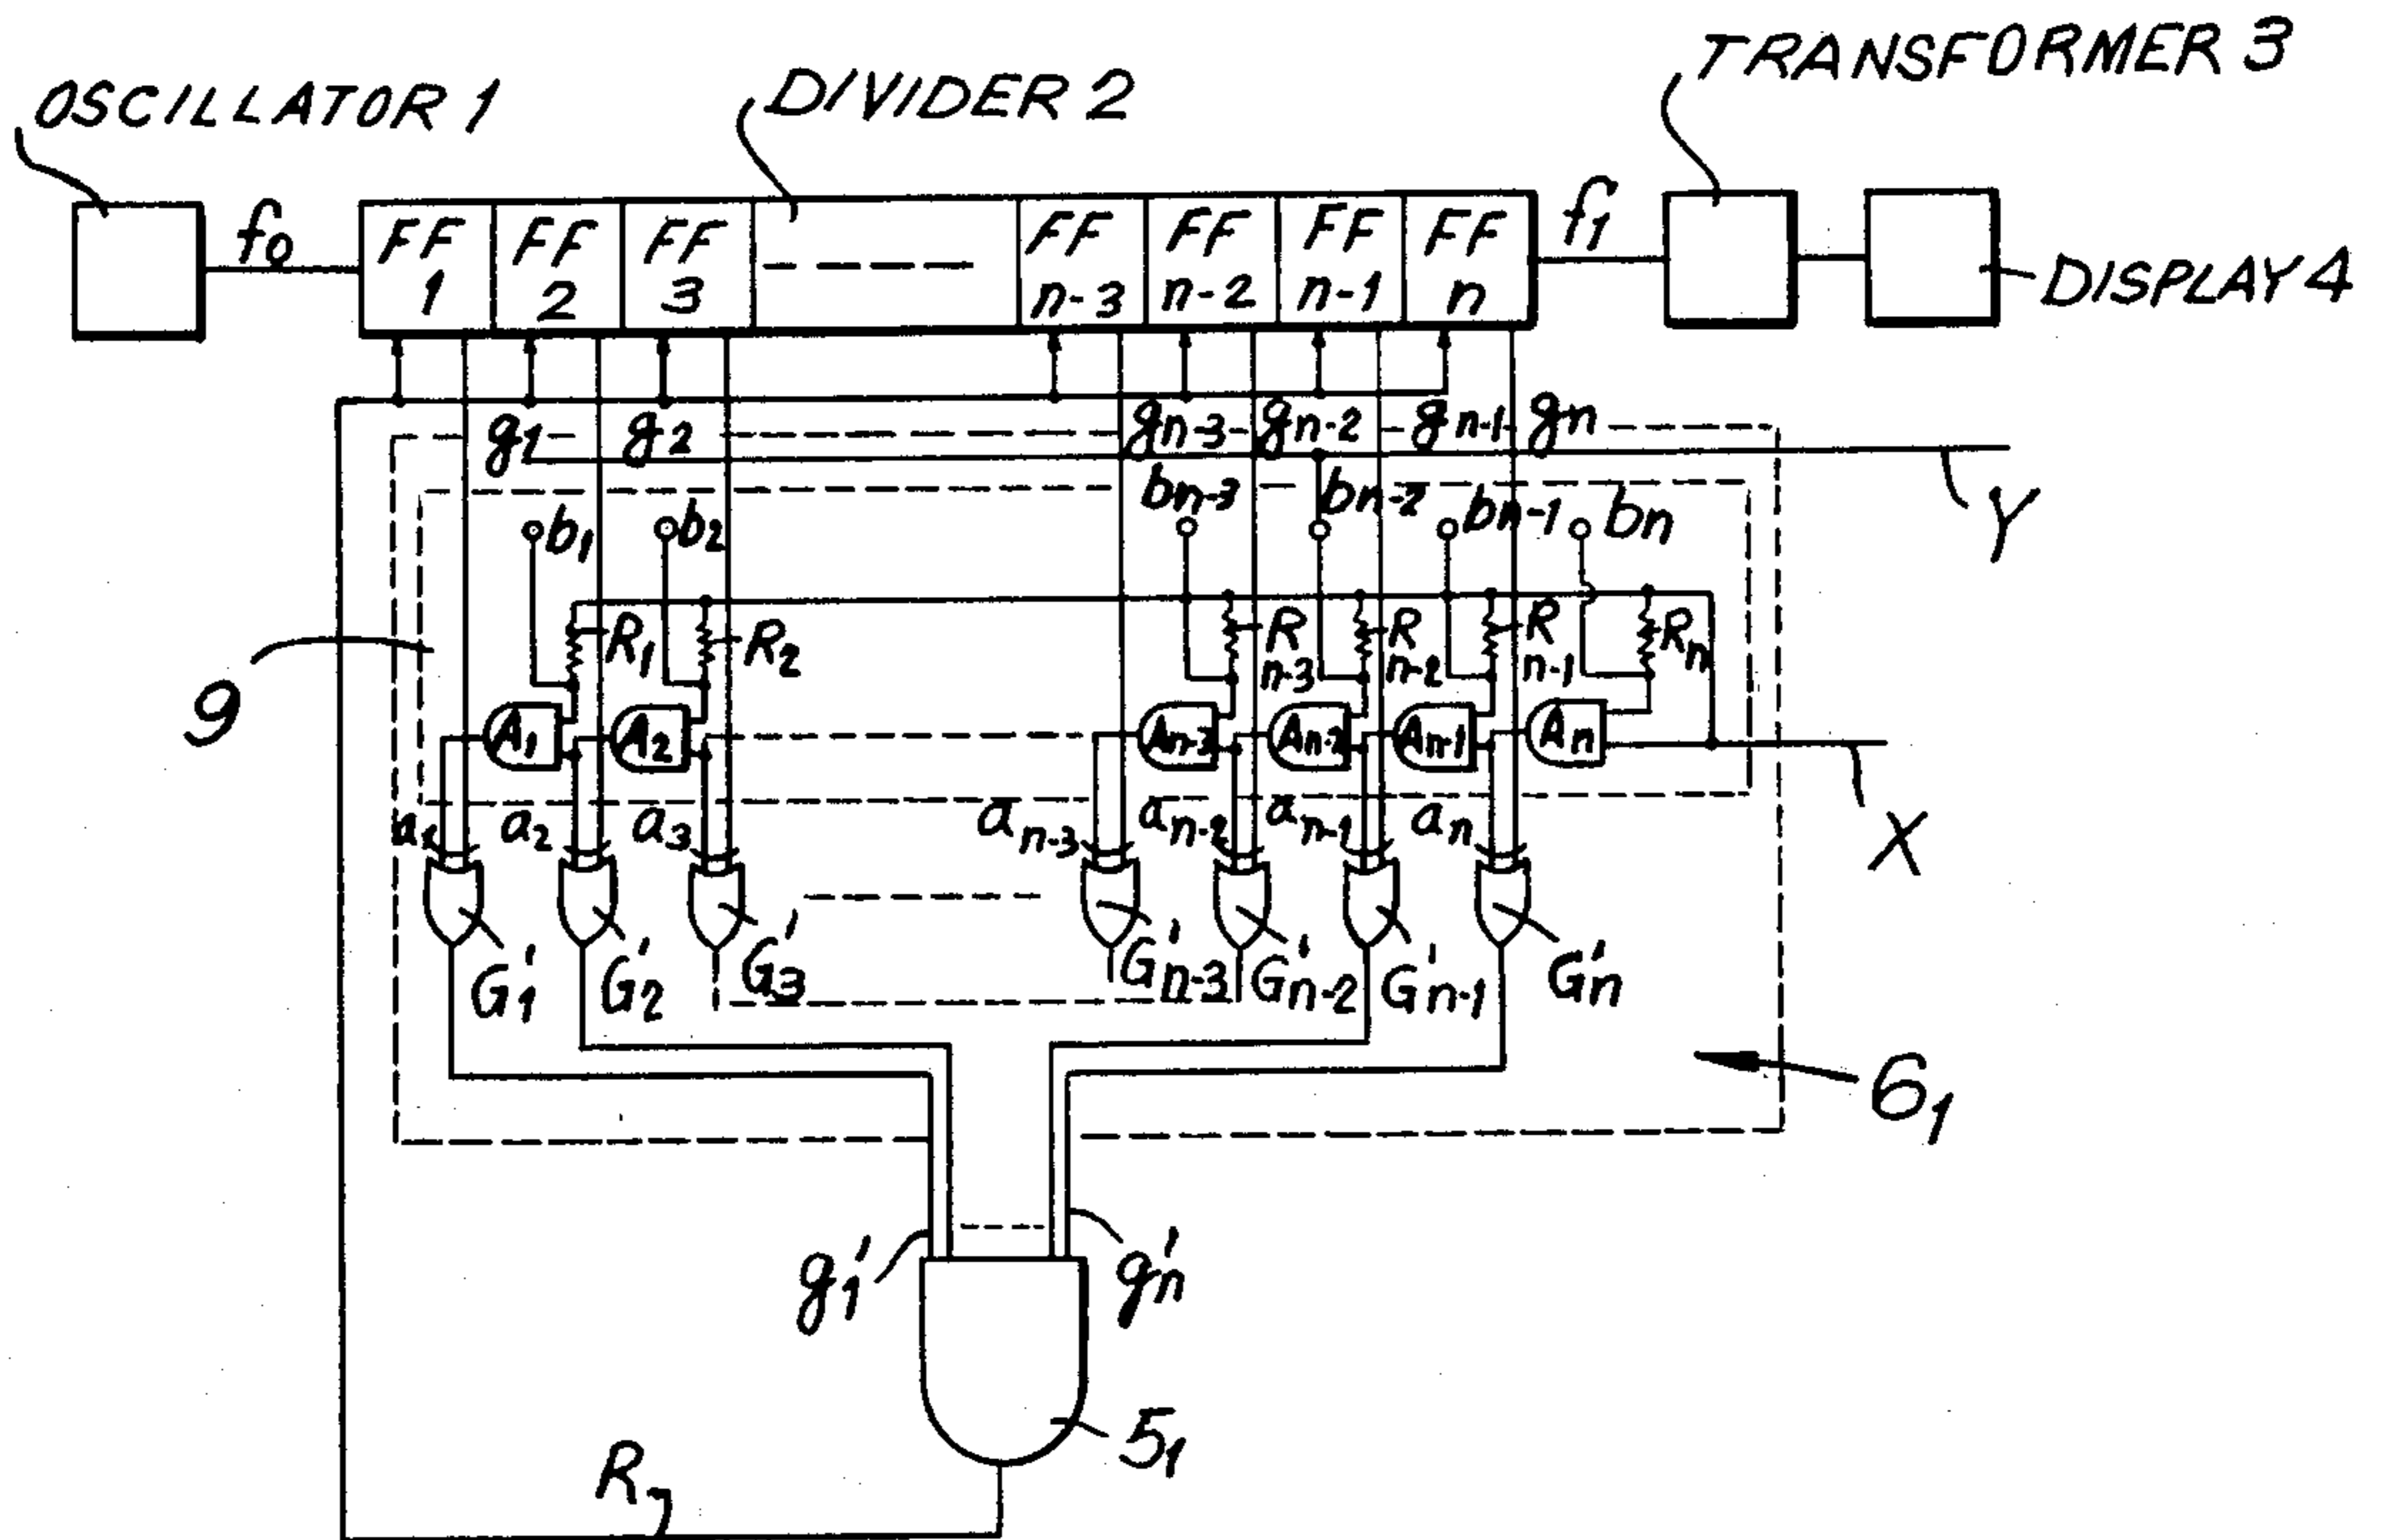 OSCILLATOR 1
DIVIDER 2
TRANSFORMER 3
f0
FF 1
FF 2
FF 3
FF n-3
FF n-2
FF n-1
FF n
f1
DISPLAY 4
g1
g2
gn-3
gn-2
gn-1
gn
Y
b1
b2
bn-3
bn-2
bn-1
bn
R1
R2
R n-3
R n-2
R n-1
Rn
9
A1
A2
An-3
An-2
An-1
An
X
a1
a2
a3
an-3
an-2
an-1
an
G'1
G'2
G'3
G'n-3
G'n-2
G'n-1
G'n
61
g'1
g'n
51
R